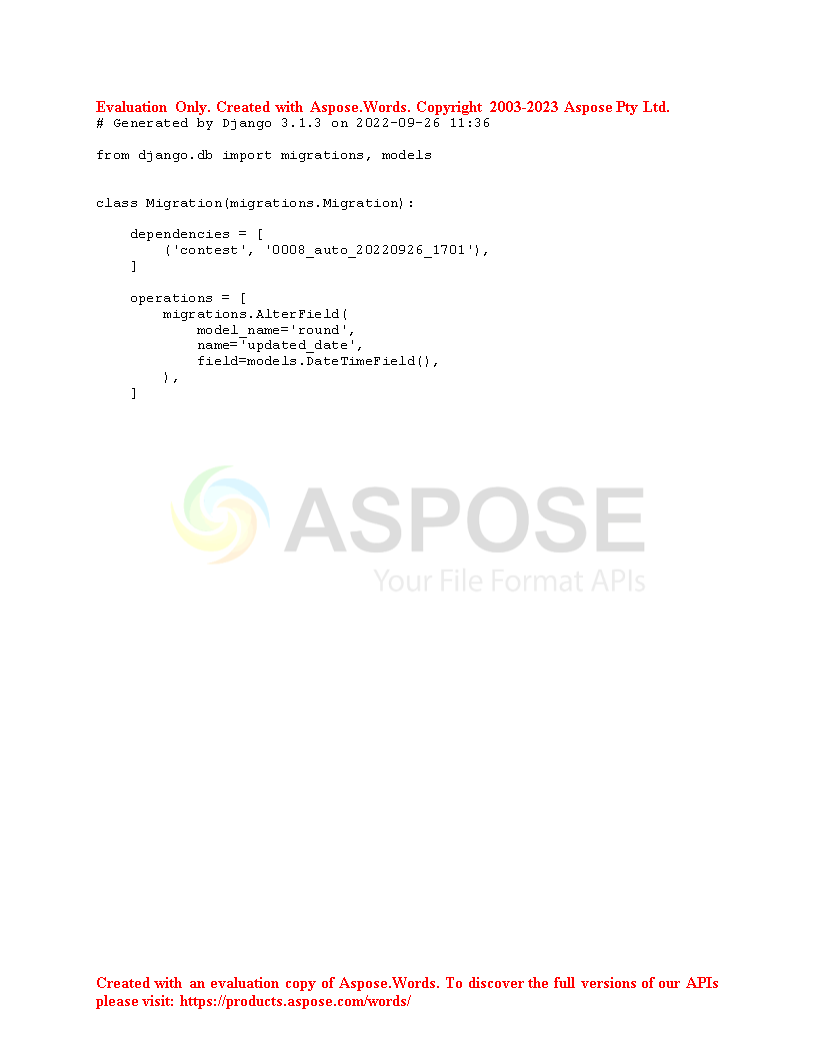 Evaluation Only. Created with Aspose.Words. Copyright 2003-2023 Aspose Pty Ltd.
# Generated by Django 3.1.3 on 2022-09-26 11:36
from django.db import migrations, models
class Migration(migrations.Migration):
    dependencies = [
        ('contest', '0008_auto_20220926_1701'),
    ]
    operations = [
        migrations.AlterField(
            model_name='round',
            name='updated_date',
            field=models.DateTimeField(),
        ),
    ]
ASPOSE
Your File Format APIs
Created with an evaluation copy of Aspose.Words. To discover the full versions of our APIs
please visit: https://products.aspose.com/words/